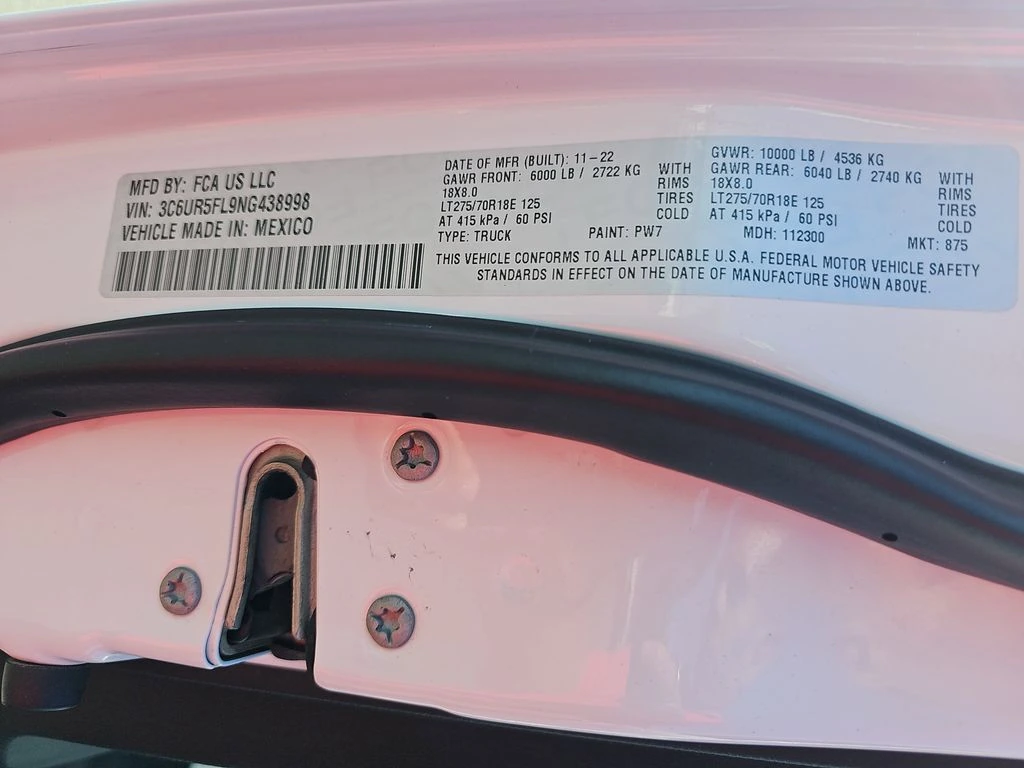 MFD BY: FCA US LLC
VIN: 3C6UR5FL9NG438998
VEHICLE MADE IN: MEXICO
DATE OF MFR (BUILT): 11-22
GAWR FRONT: 6000 LB / 2722 KG WITH
18X8.0 RIMS
LT275/70R18E 125 TIRES
AT 415 kPa / 60 PSI COLD
GVWR: 10000 LB / 4536 KG
GAWR REAR: 6040 LB / 2740 KG WITH
18X8.0 RIMS
LT275/70R18E 125 TIRES
AT 415 kPa / 60 PSI COLD
TYPE: TRUCK PAINT: PW7 MDH: 112300 MKT: 875
THIS VEHICLE CONFORMS TO ALL APPLICABLE U.S.A. FEDERAL MOTOR VEHICLE SAFETY
STANDARDS IN EFFECT ON THE DATE OF MANUFACTURE SHOWN ABOVE.